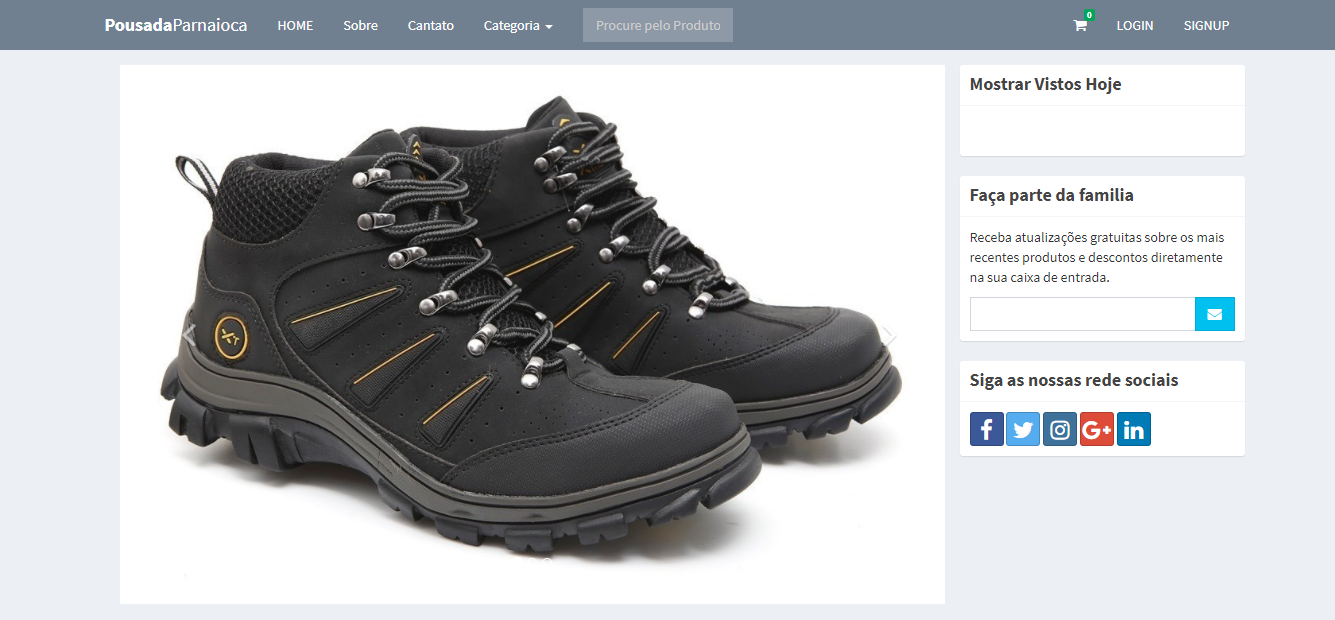 PousadaParnaioca HOME Sobre Cantato Categoria Procure pelo Produto 0 LOGIN SIGNUP
Mostrar Vistos Hoje
Faça parte da familia
Receba atualizações gratuitas sobre os mais
recentes produtos e descontos diretamente
na sua caixa de entrada.
Siga as nossas rede sociais
XT